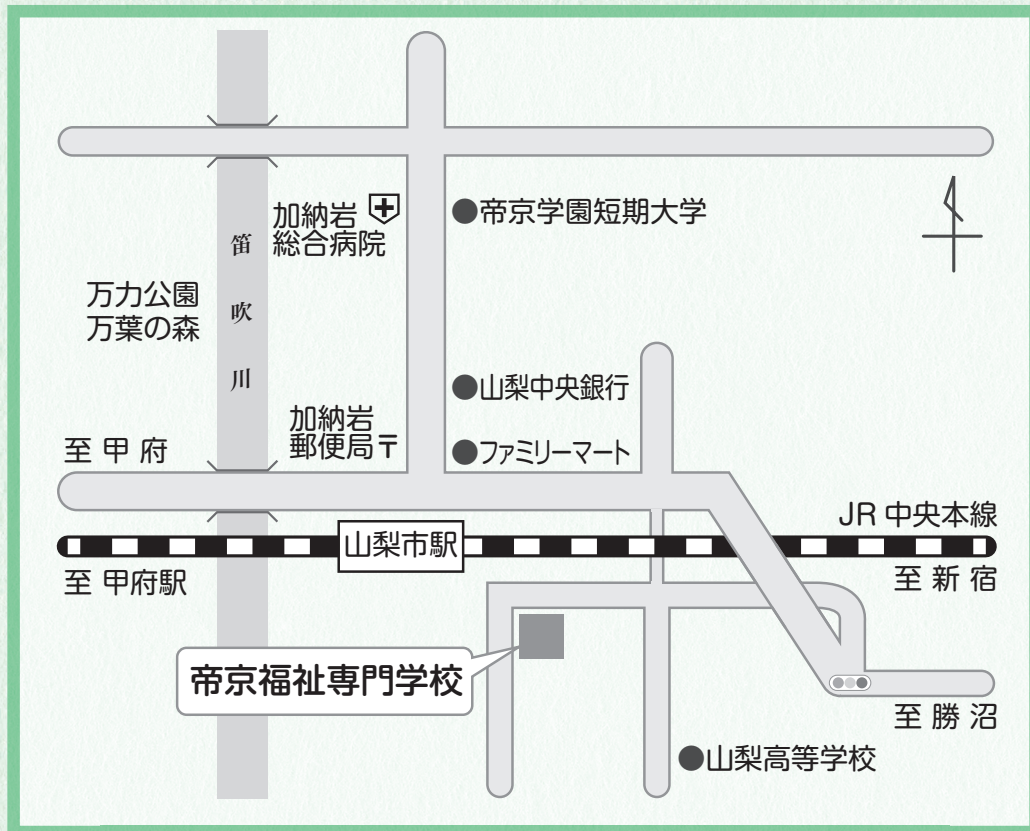 加納岩
総合病院
帝京学園短期大学
笛吹川
万力公園
万葉の森
山梨中央銀行
加納岩
郵便局〒
ファミリーマート
至 甲 府
JR 中央本線
山梨市駅
至 甲府駅
至 新 宿
帝京福祉専門学校
至 勝 沼
山梨高等学校